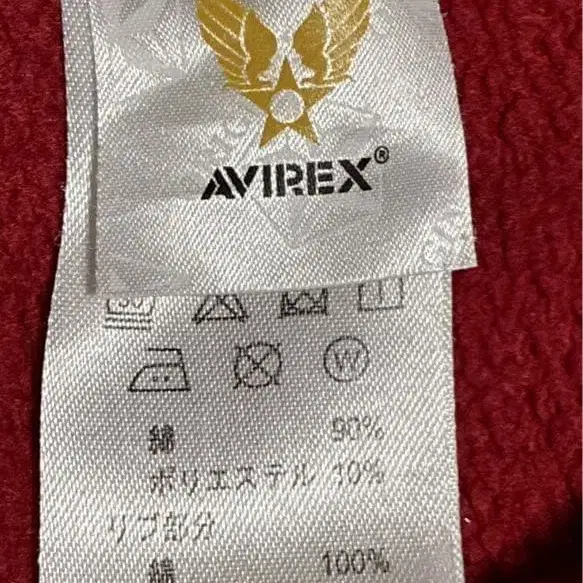 AVIREX®
W
綿 90%
ポリエステル 10%
リブ部分
綿 100%